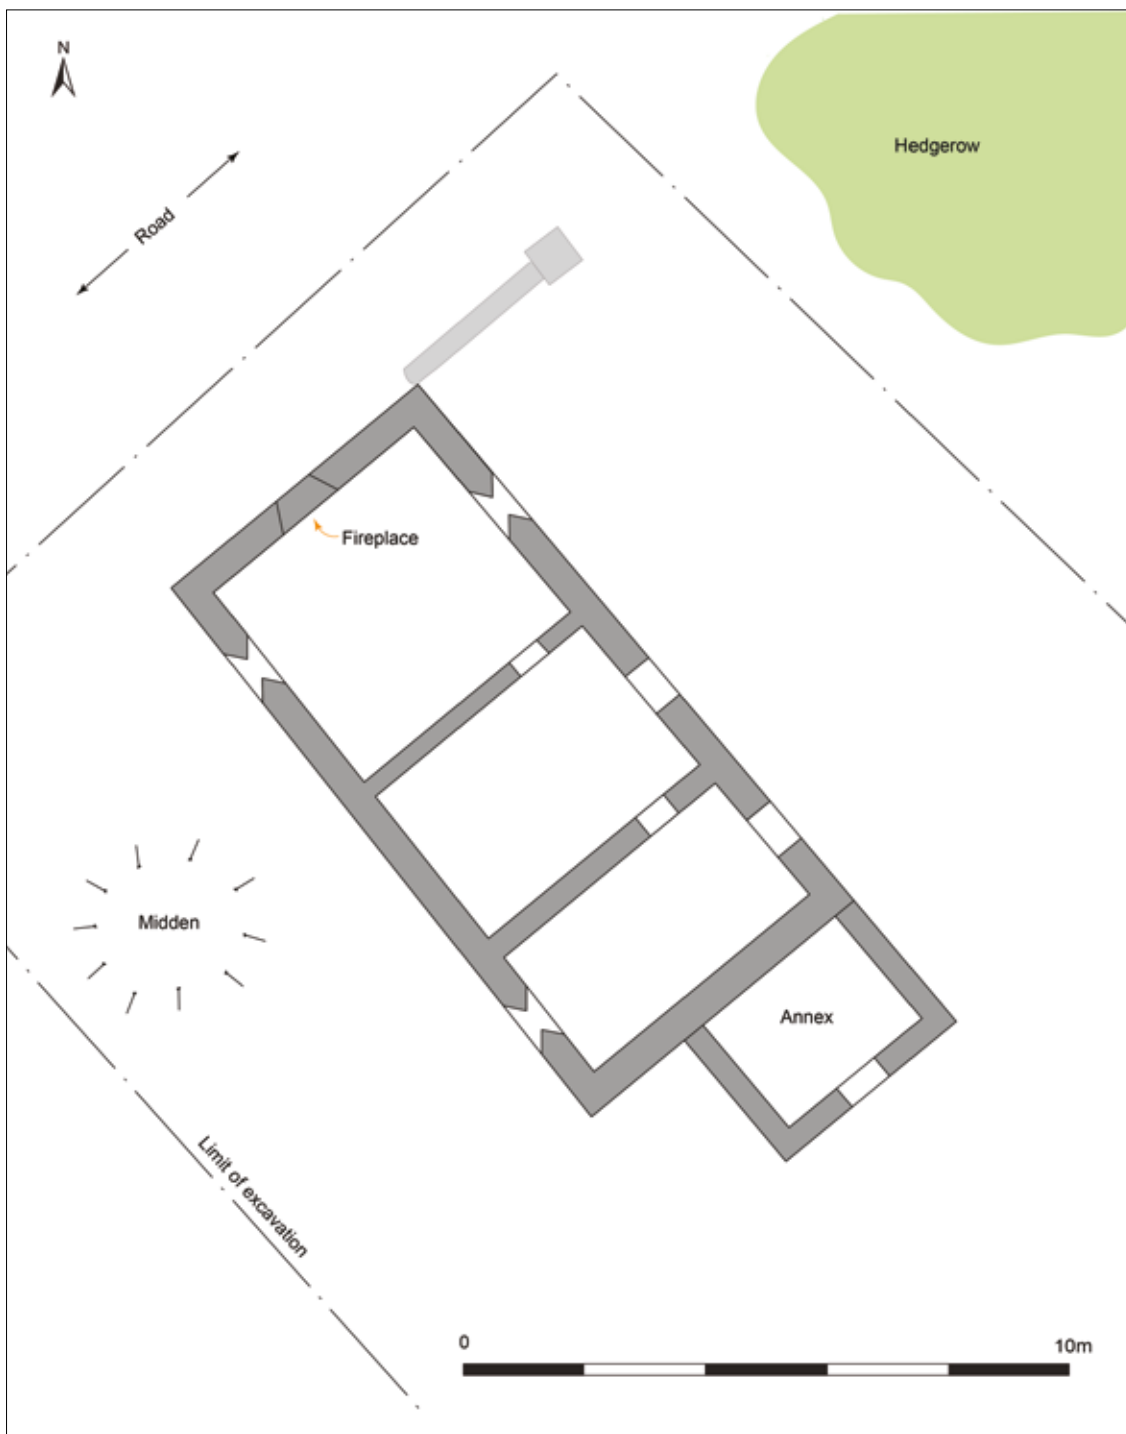 N
Hedgerow
Road
Fireplace
Midden
Annex
Limit of excavation
0
10m